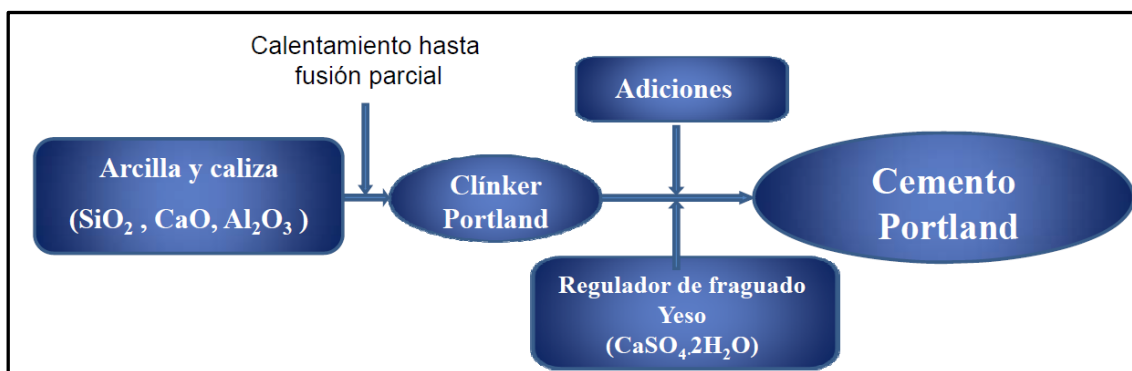 Calentamiento hasta
fusión parcial
Adiciones
Arcilla y caliza
(SiO₂ , CaO, Al₂O₃ )
Clínker
Portland
Cemento
Portland
Regulador de fraguado
Yeso
(CaSO₄.2H₂O)